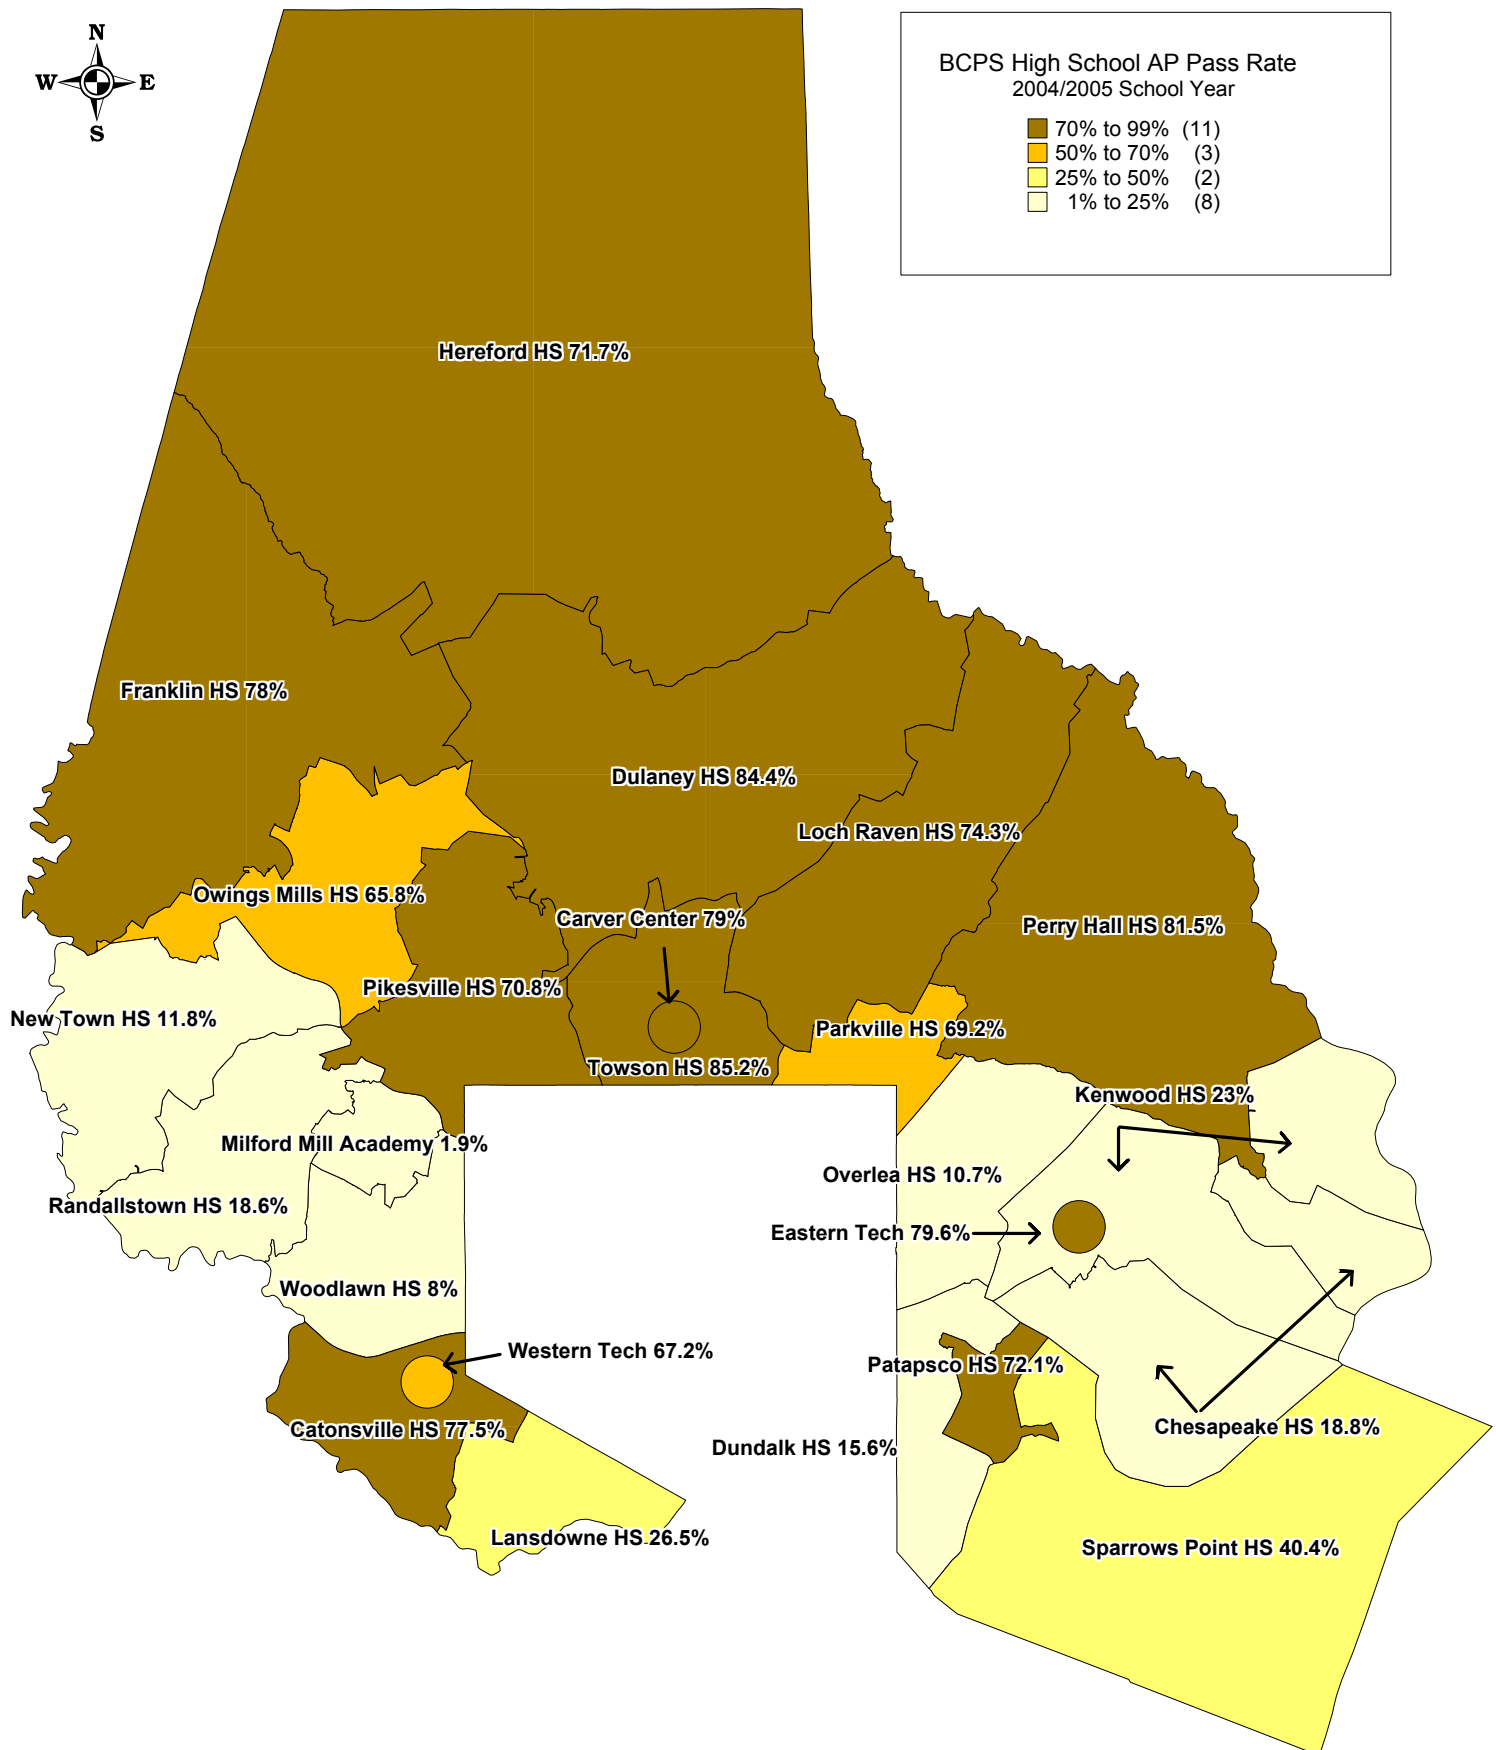 N
W E
S
BCPS High School AP Pass Rate
2004/2005 School Year
70% to 99% (11)
50% to 70% (3)
25% to 50% (2)
1% to 25% (8)
Hereford HS 71.7%
Franklin HS 78%
Dulaney HS 84.4%
Loch Raven HS 74.3%
Owings Mills HS 65.8%
Carver Center 79%
Perry Hall HS 81.5%
Pikesville HS 70.8%
New Town HS 11.8%
Parkville HS 69.2%
Towson HS 85.2%
Kenwood HS 23%
Milford Mill Academy 1.9%
Overlea HS 10.7%
Randallstown HS 18.6%
Eastern Tech 79.6%
Woodlawn HS 8%
Western Tech 67.2%
Patapsco HS 72.1%
Catonsville HS 77.5%
Chesapeake HS 18.8%
Dundalk HS 15.6%
Lansdowne HS 26.5%
Sparrows Point HS 40.4%